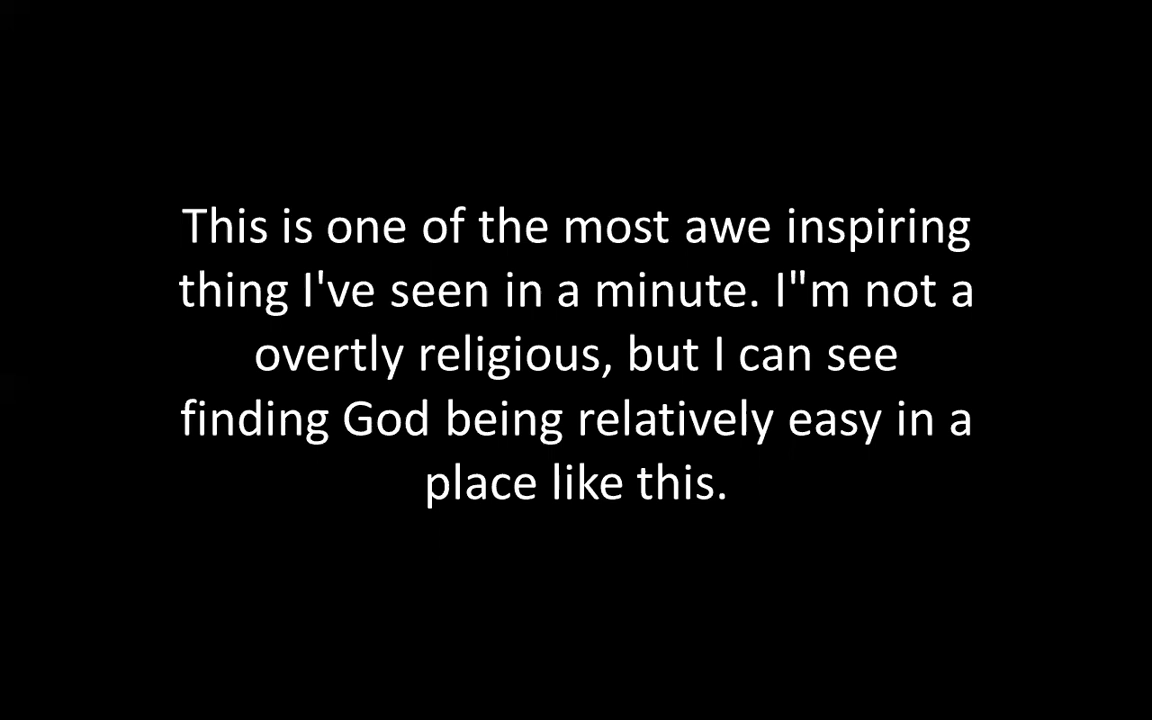 This is one of the most awe inspiring
thing I've seen in a minute. I"m not a
overtly religious, but I can see
finding God being relatively easy in a
place like this.